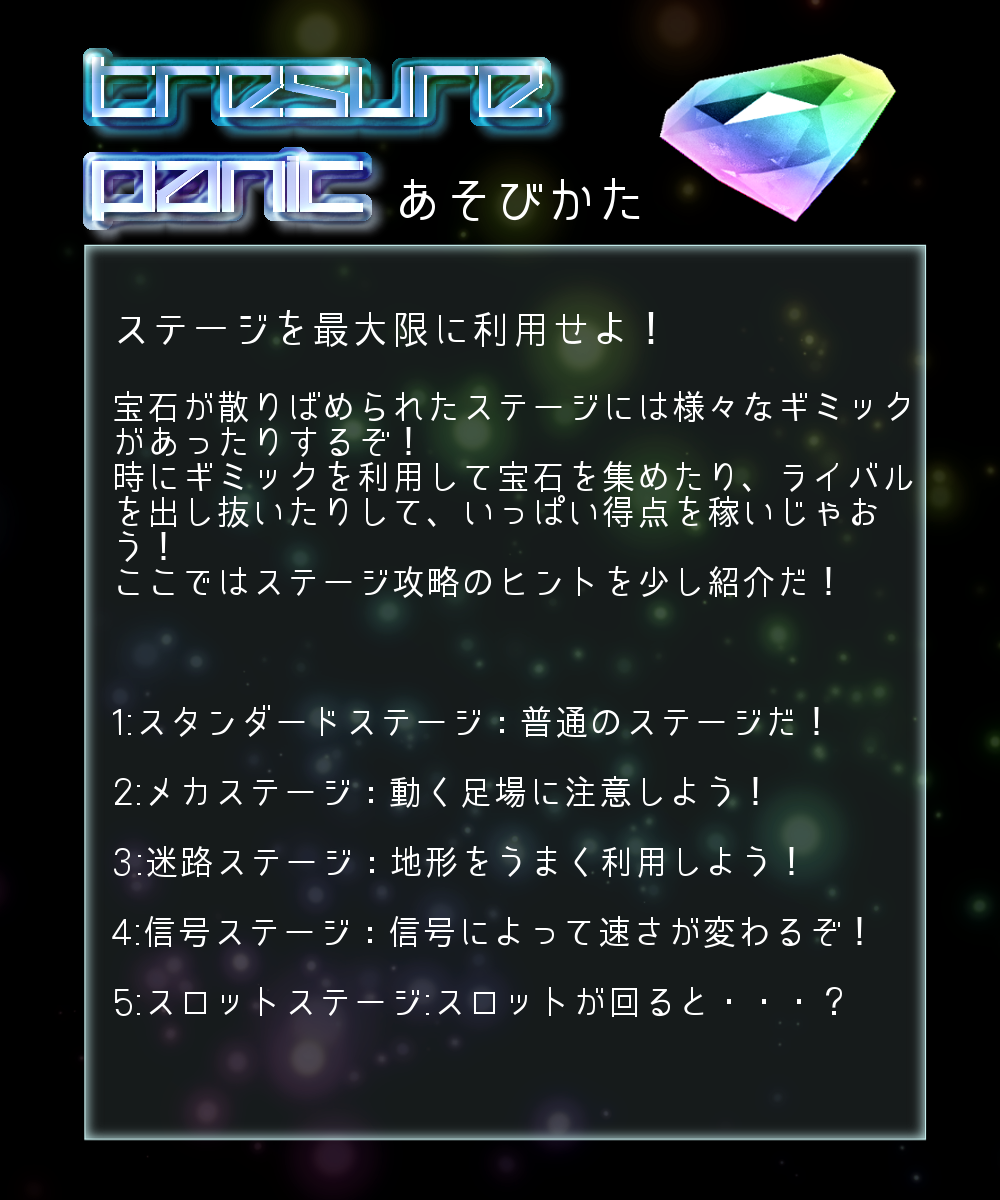 tresure
panic あそびかた
ステージを最大限に利用せよ！
宝石が散りばめられたステージには様々なギミック
があったりするぞ！
時にギミックを利用して宝石を集めたり、ライバル
を出し抜いたりして、いっぱい得点を稼いじゃお
う！
ここではステージ攻略のヒントを少し紹介だ！
1:スタンダードステージ：普通のステージだ！
2:メカステージ：動く足場に注意しよう！
3:迷路ステージ：地形をうまく利用しよう！
4:信号ステージ：信号によって速さが変わるぞ！
5:スロットステージ:スロットが回ると・・・？